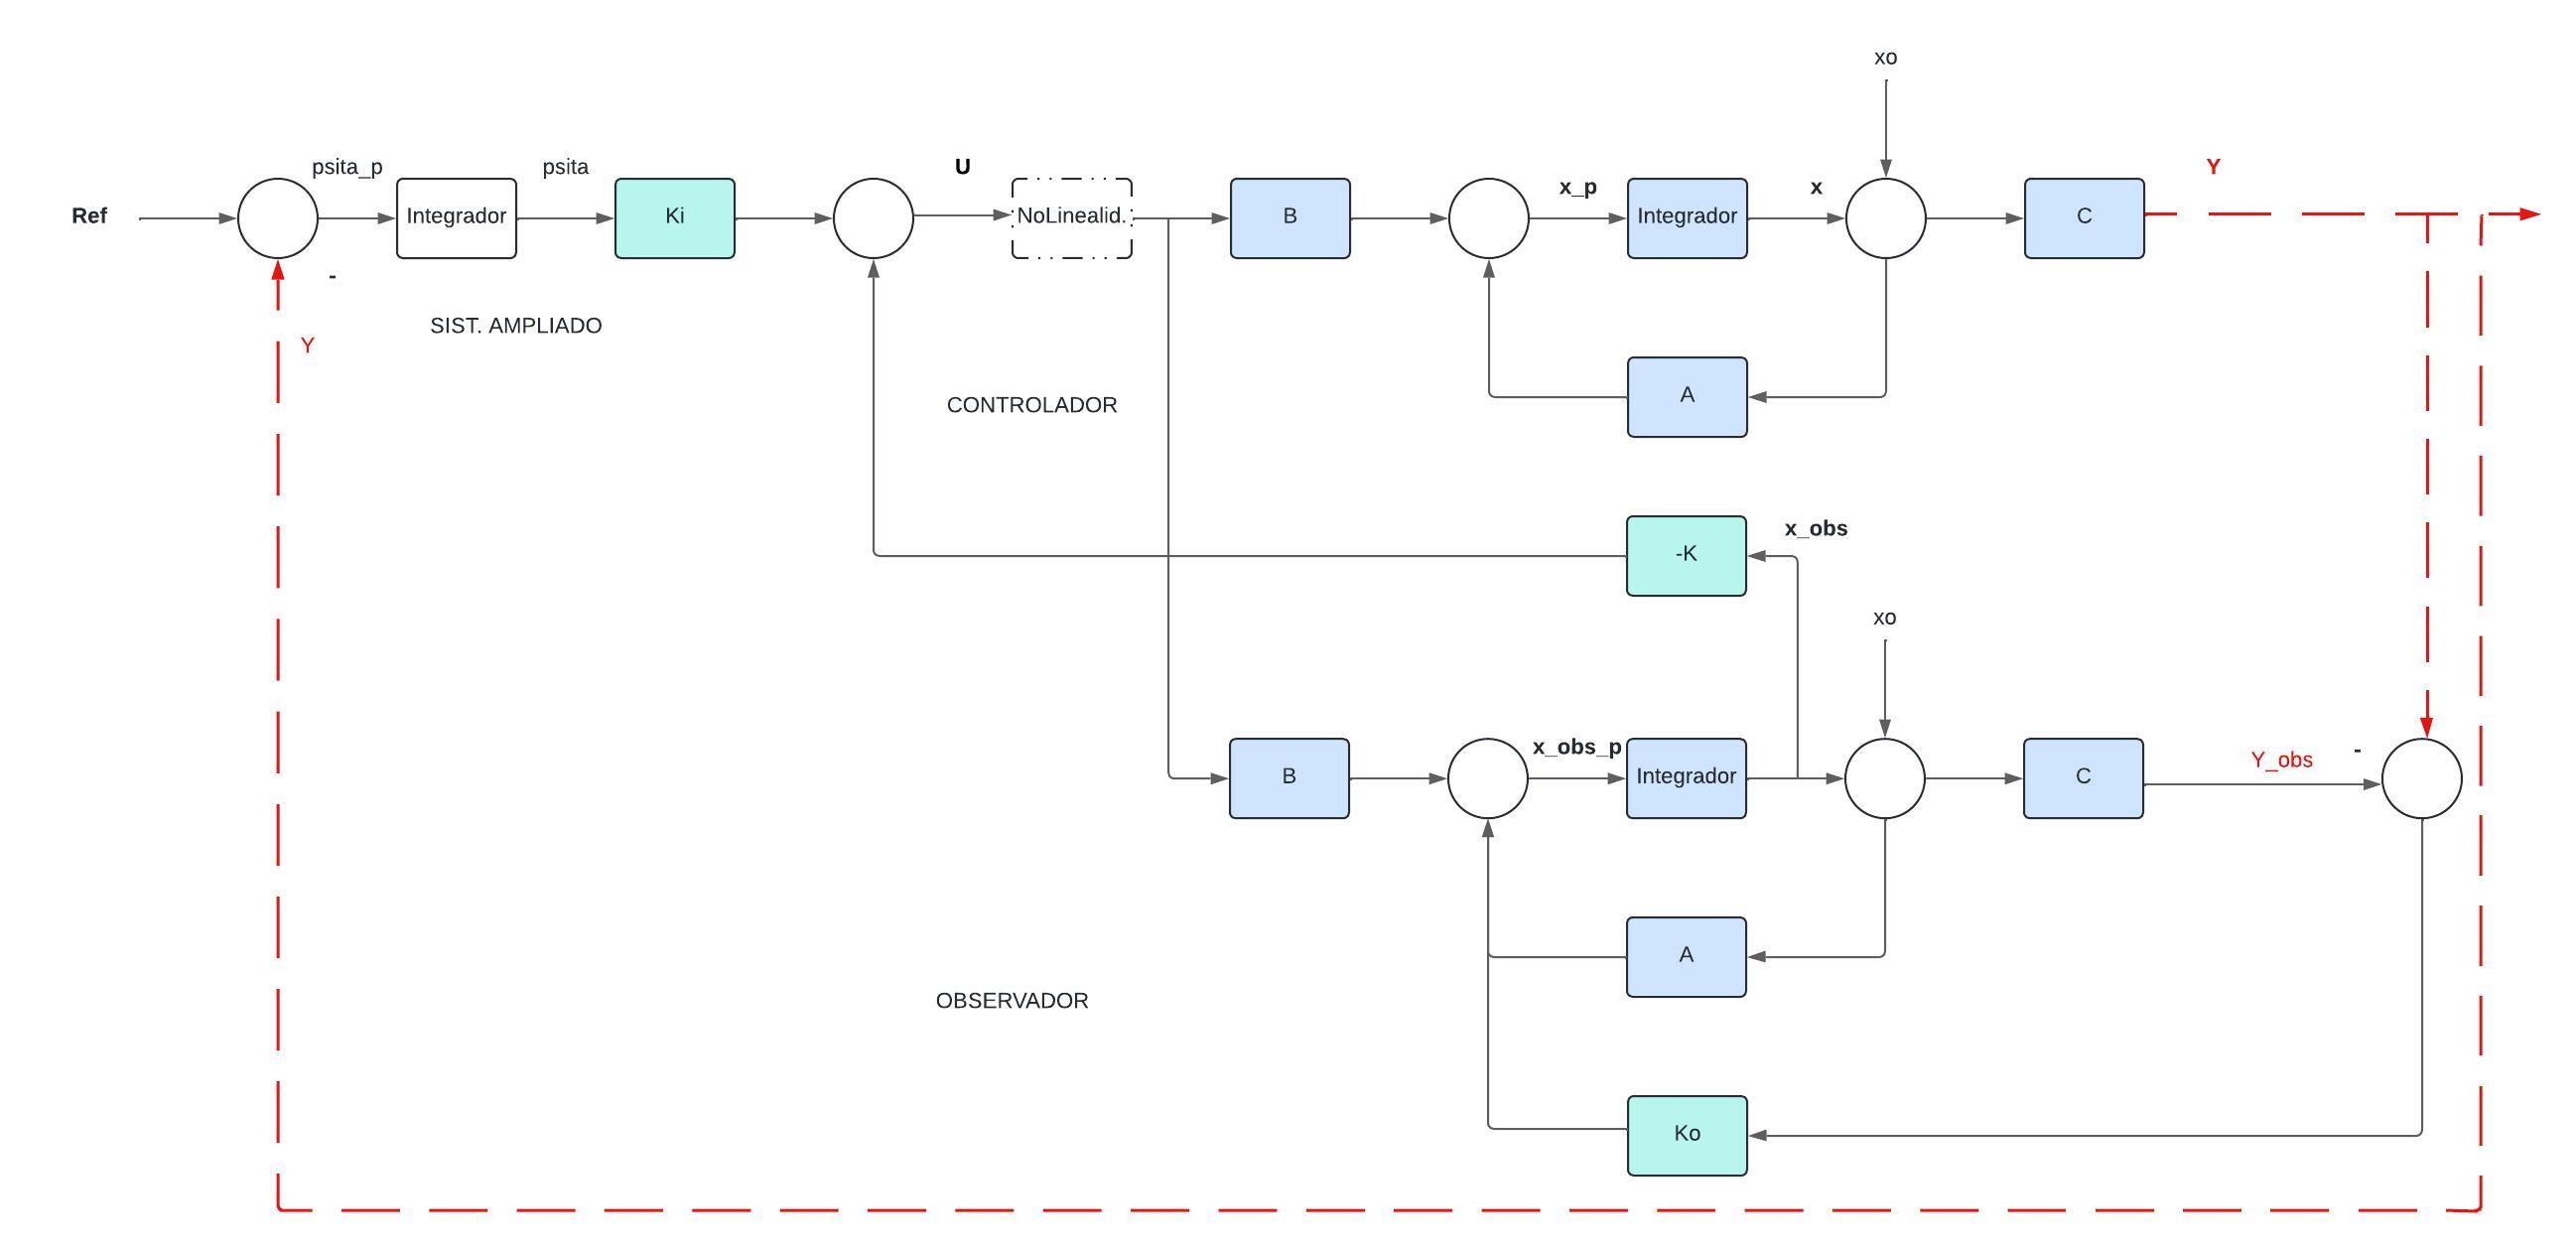 xo
psita_p
psita
U
x_p
x
Y
Ref
Integrador
Ki
NoLinealid.
B
Integrador
C
-
SIST. AMPLIADO
Y
A
CONTROLADOR
x_obs
-K
xo
x_obs_p
Y_obs
-
B
Integrador
C
A
OBSERVADOR
Ko